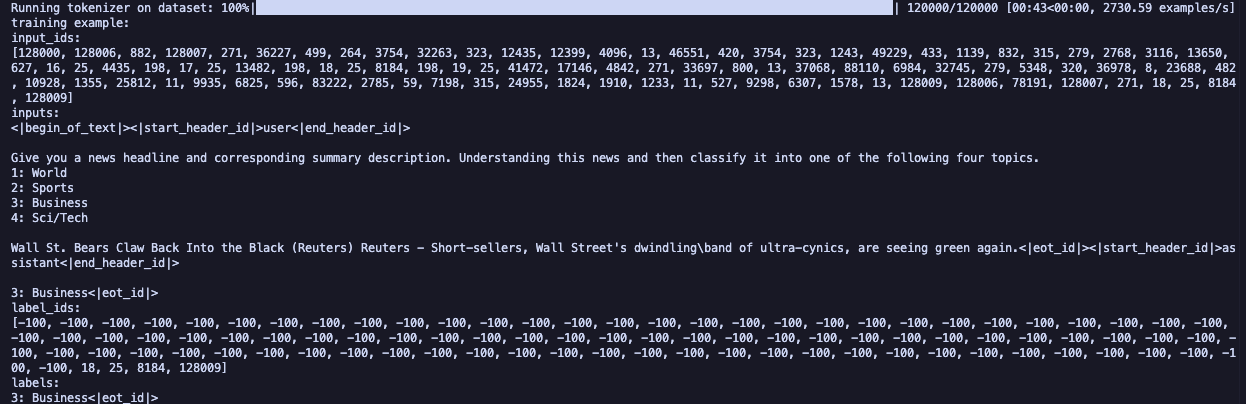 Running tokenizer on dataset: 100%| | 120000/120000 [00:43<00:00, 2730.59 examples/s]
training example:
input_ids:
[128000, 128006, 882, 128007, 271, 36227, 499, 264, 3754, 32263, 323, 12435, 12399, 4096, 13, 46551, 420, 3754, 323, 1243, 49229, 433, 1139, 832, 315, 279, 2768, 3116, 13650,
627, 16, 25, 4435, 198, 17, 25, 13482, 198, 18, 25, 8184, 198, 19, 25, 41472, 17146, 4842, 271, 33697, 800, 13, 37068, 88110, 6984, 32745, 279, 5348, 320, 36978, 8, 23688, 482
, 10928, 1355, 25812, 11, 9935, 6825, 596, 83222, 2785, 59, 7198, 315, 24955, 1824, 1910, 1233, 11, 527, 9298, 6307, 1578, 13, 128009, 128006, 78191, 128007, 271, 18, 25, 8184
, 128009]
inputs:
<|begin_of_text|><|start_header_id|>user<|end_header_id|>
Give you a news headline and corresponding summary description. Understanding this news and then classify it into one of the following four topics.
1: World
2: Sports
3: Business
4: Sci/Tech
Wall St. Bears Claw Back Into the Black (Reuters) Reuters - Short-sellers, Wall Street's dwindling\band of ultra-cynics, are seeing green again.<|eot_id|><|start_header_id|>as
sistant<|end_header_id|>
3: Business<|eot_id|>
label_ids:
[-100, -100, -100, -100, -100, -100, -100, -100, -100, -100, -100, -100, -100, -100, -100, -100, -100, -100, -100, -100, -100, -100, -100, -100, -100, -100, -100, -100, -100,
-100, -100, -100, -100, -100, -100, -100, -100, -100, -100, -100, -100, -100, -100, -100, -100, -100, -100, -100, -100, -100, -100, -100, -100, -100, -100, -100, -100, -100, -
100, -100, -100, -100, -100, -100, -100, -100, -100, -100, -100, -100, -100, -100, -100, -100, -100, -100, -100, -100, -100, -100, -100, -100, -100, -100, -100, -100, -100, -1
00, -100, 18, 25, 8184, 128009]
labels:
3: Business<|eot_id|>